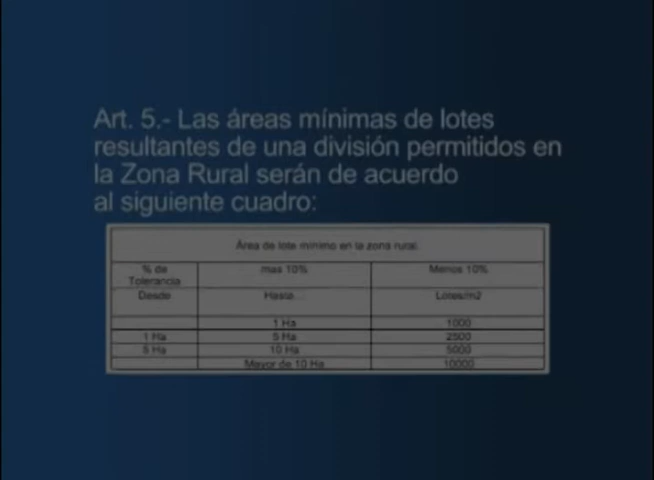 Art. 5.- Las áreas mínimas de lotes
resultantes de una división permitidos en
la Zona Rural serán de acuerdo
al siguiente cuadro:
Área de lote mínimo en la zona rural
% de Tolerancia mas 10% Menos 10%
Desde Hasta Lotes/m2
1 Ha 1000
1 Ha 5 Ha 2500
5 Ha 10 Ha 5000
Mayor de 10 Ha 10000